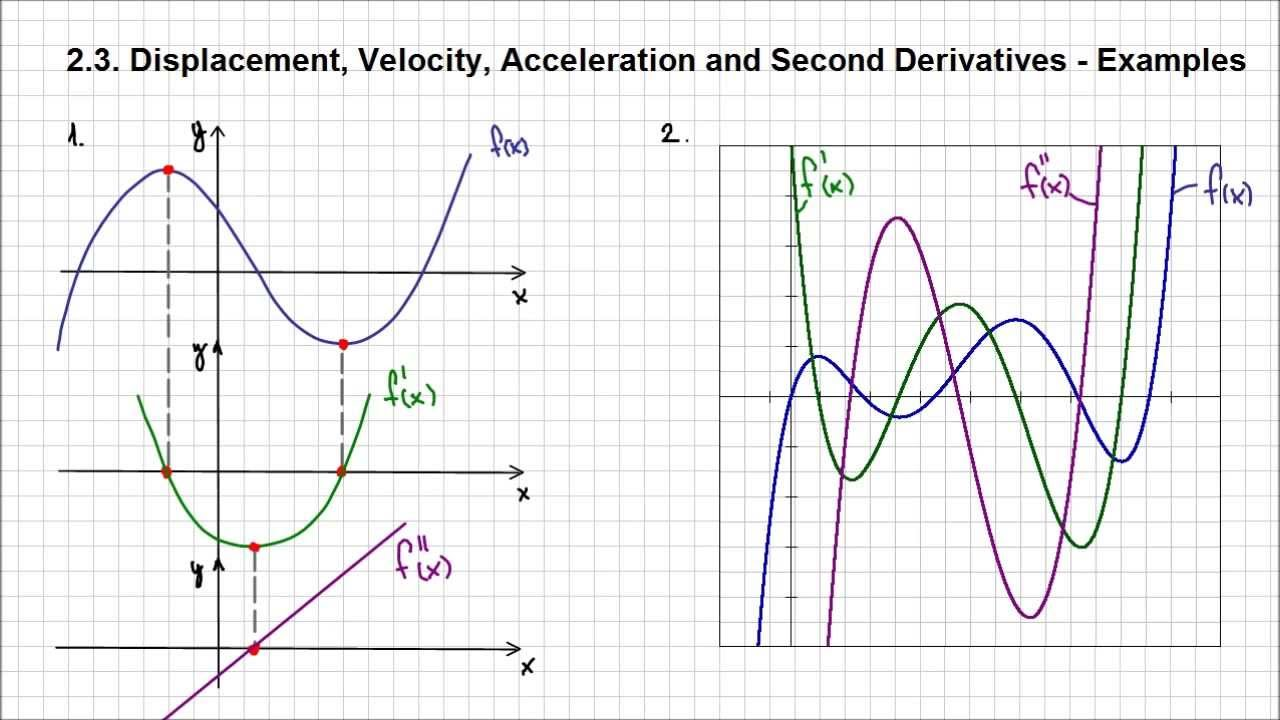 2.3. Displacement, Velocity, Acceleration and Second Derivatives - Examples
1.
y
f(x)
x
y
f'(x)
x
y
f''(x)
x
2.
f'(x)
f''(x)
f(x)